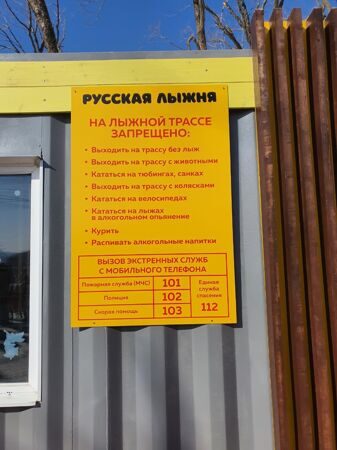 РУССКАЯ ЛЫЖНЯ
НА ЛЫЖНОЙ ТРАССЕ
ЗАПРЕЩЕНО:
• Выходить на трассу без лыж
• Выходить на трассу с животными
• Кататься на тюбингах, санках
• Выходить на трассу с колясками
• Кататься на велосипедах
• Кататься на лыжах
в алкогольном опьянение
• Курить
• Распивать алкогольные напитки
ВЫЗОВ ЭКСТРЕННЫХ СЛУЖБ
С МОБИЛЬНОГО ТЕЛЕФОНА
Пожарная служба (МЧС) 101
Полиция 102
Скорая помощь 103
Единая
служба
спасения
112